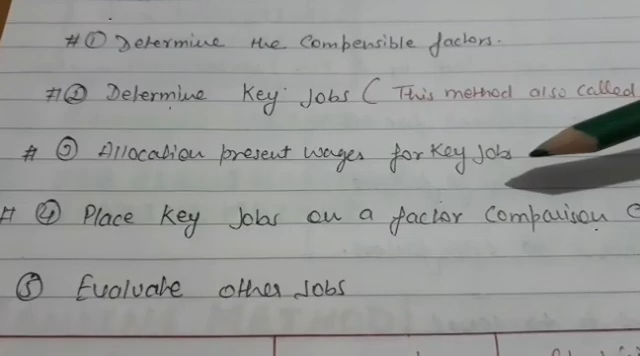 # ① Determine the Compensible factors.
# ② Determine Key Jobs ( This method also called
# ③ Allocation present wages for Key Job
# ④ Place Key Jobs on a factor Comparison
⑤ Evaluate other Jobs